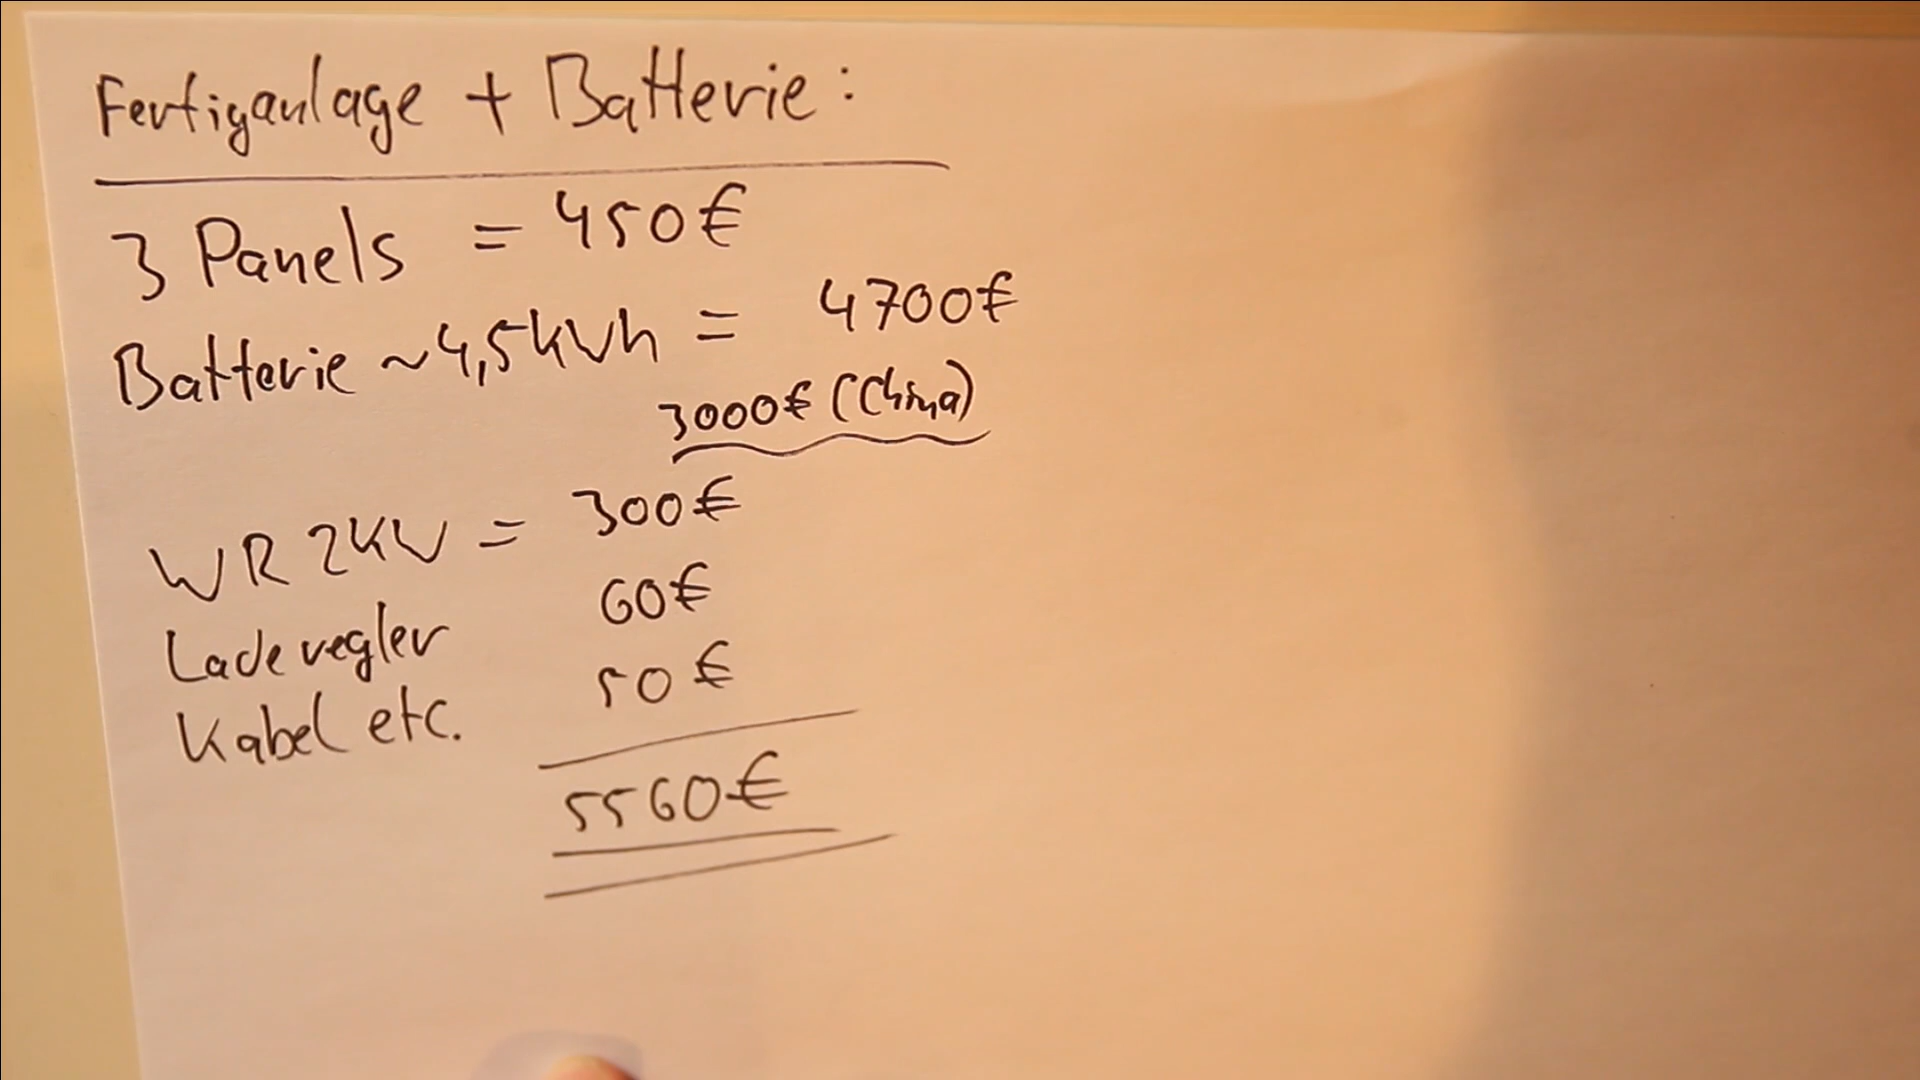 Fertiganlage + Batterie:
3 Panels = 450€
Batterie ~4,5kWh = 4700€
3000€ (China)
WR 2KW = 300€
Laderegler 60€
Kabel etc. 50€
5560€